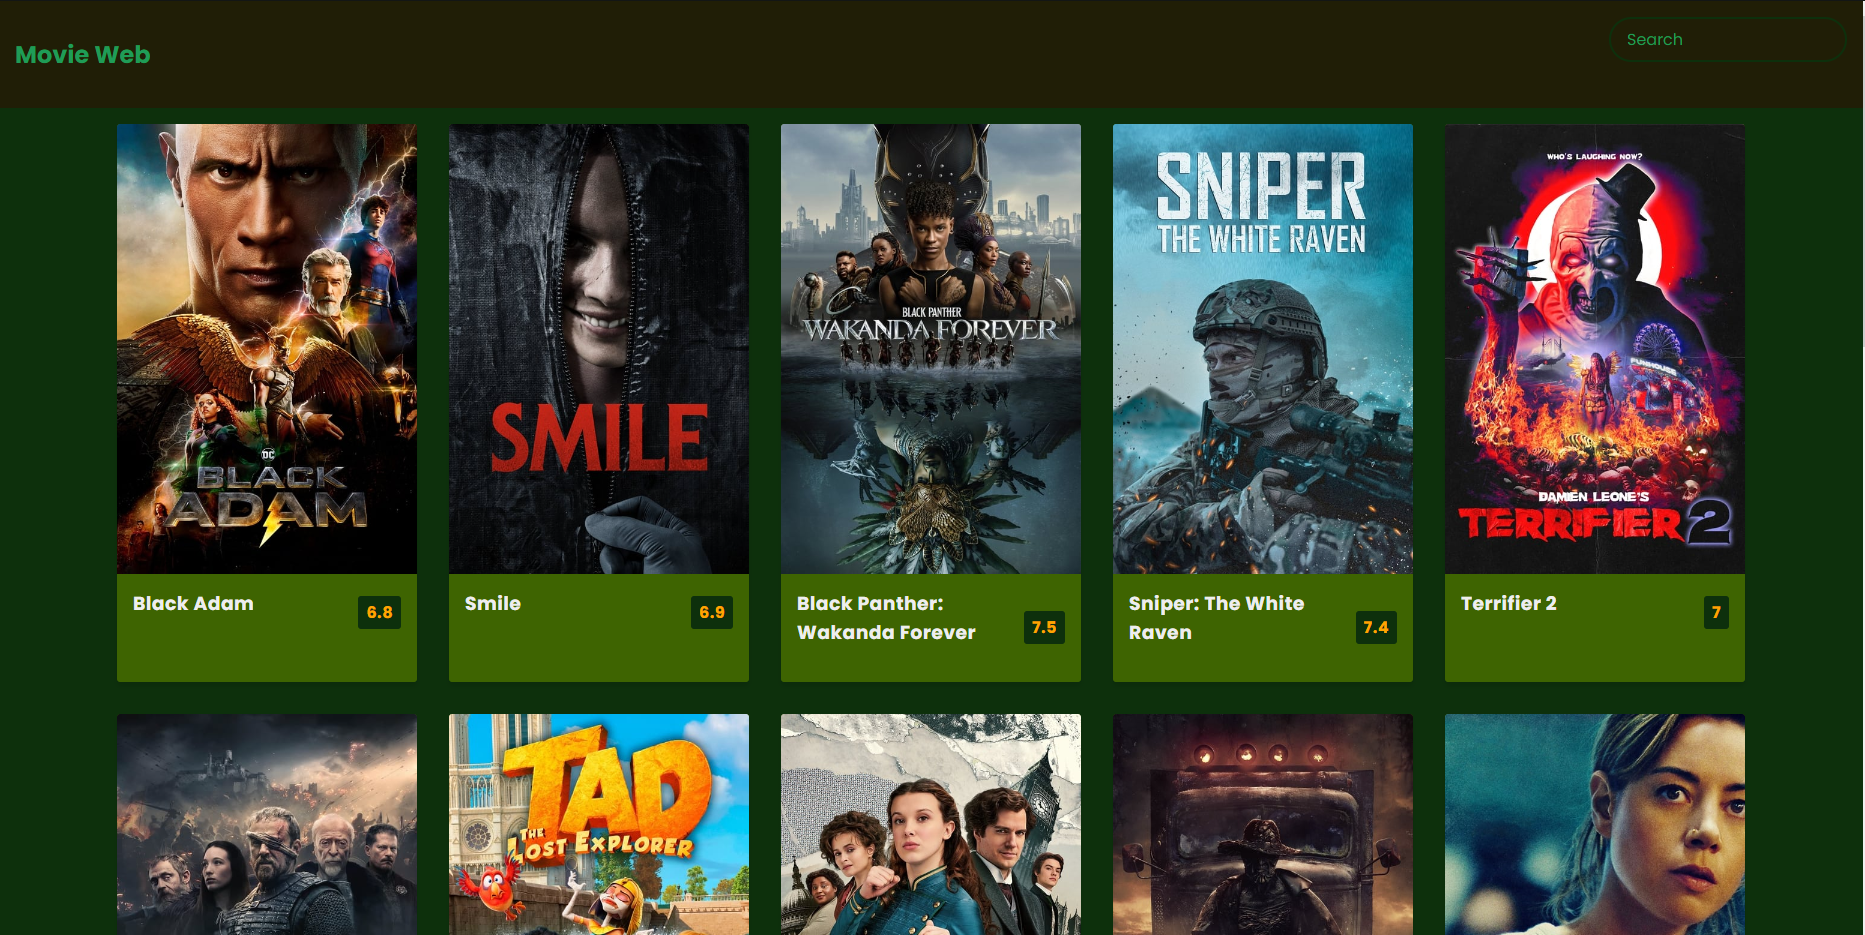 Movie Web
Search
DC
BLACK
ADAM
SMILE
BLACK PANTHER
WAKANDA FOREVER
SNIPER
THE WHITE RAVEN
WHO'S LAUGHING NOW?
FUNHOUSE
DAMIEN LEONE'S
TERRIFIER 2
Black Adam
6.8
Smile
6.9
Black Panther:
Wakanda Forever
7.5
Sniper: The White
Raven
7.4
Terrifier 2
7
TAD
THE
LOST EXPLORER